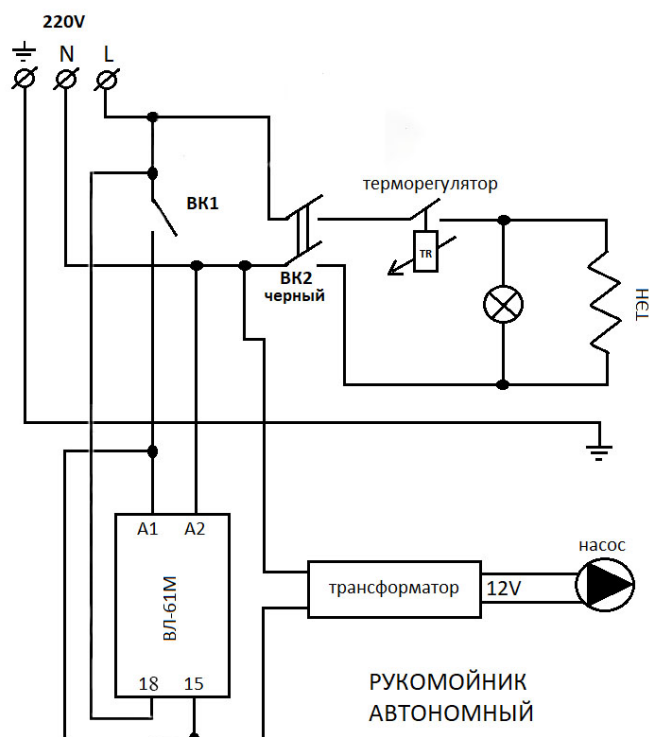 220V
N L
терморегулятор
ВК1
TR
ВК2
черный
ТЭН
A1 A2
ВЛ-61М
18 15
насос
трансформатор
12V
РУКОМОЙНИК
АВТОНОМНЫЙ